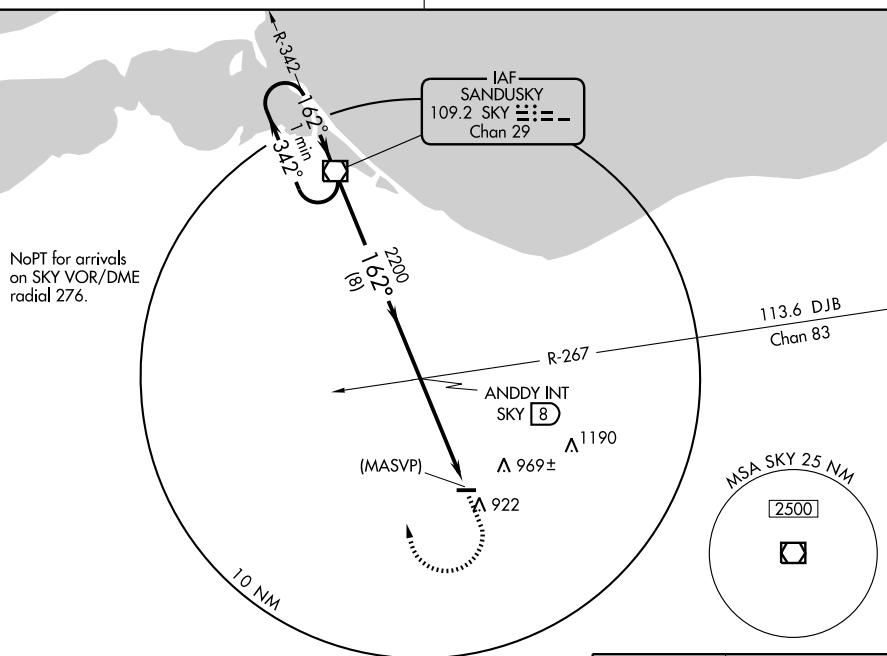 R-342
IAF
SANDUSKY
109.2 SKY
Chan 29
162°
1 min
342°
NoPT for arrivals
on SKY VOR/DME
radial 276.
2200
162°
(8)
113.6 DJB
Chan 83
R-267
ANDDY INT
SKY 8
1190
969±
(MASVP)
922
MSA SKY 25 NM
2500
10 NM